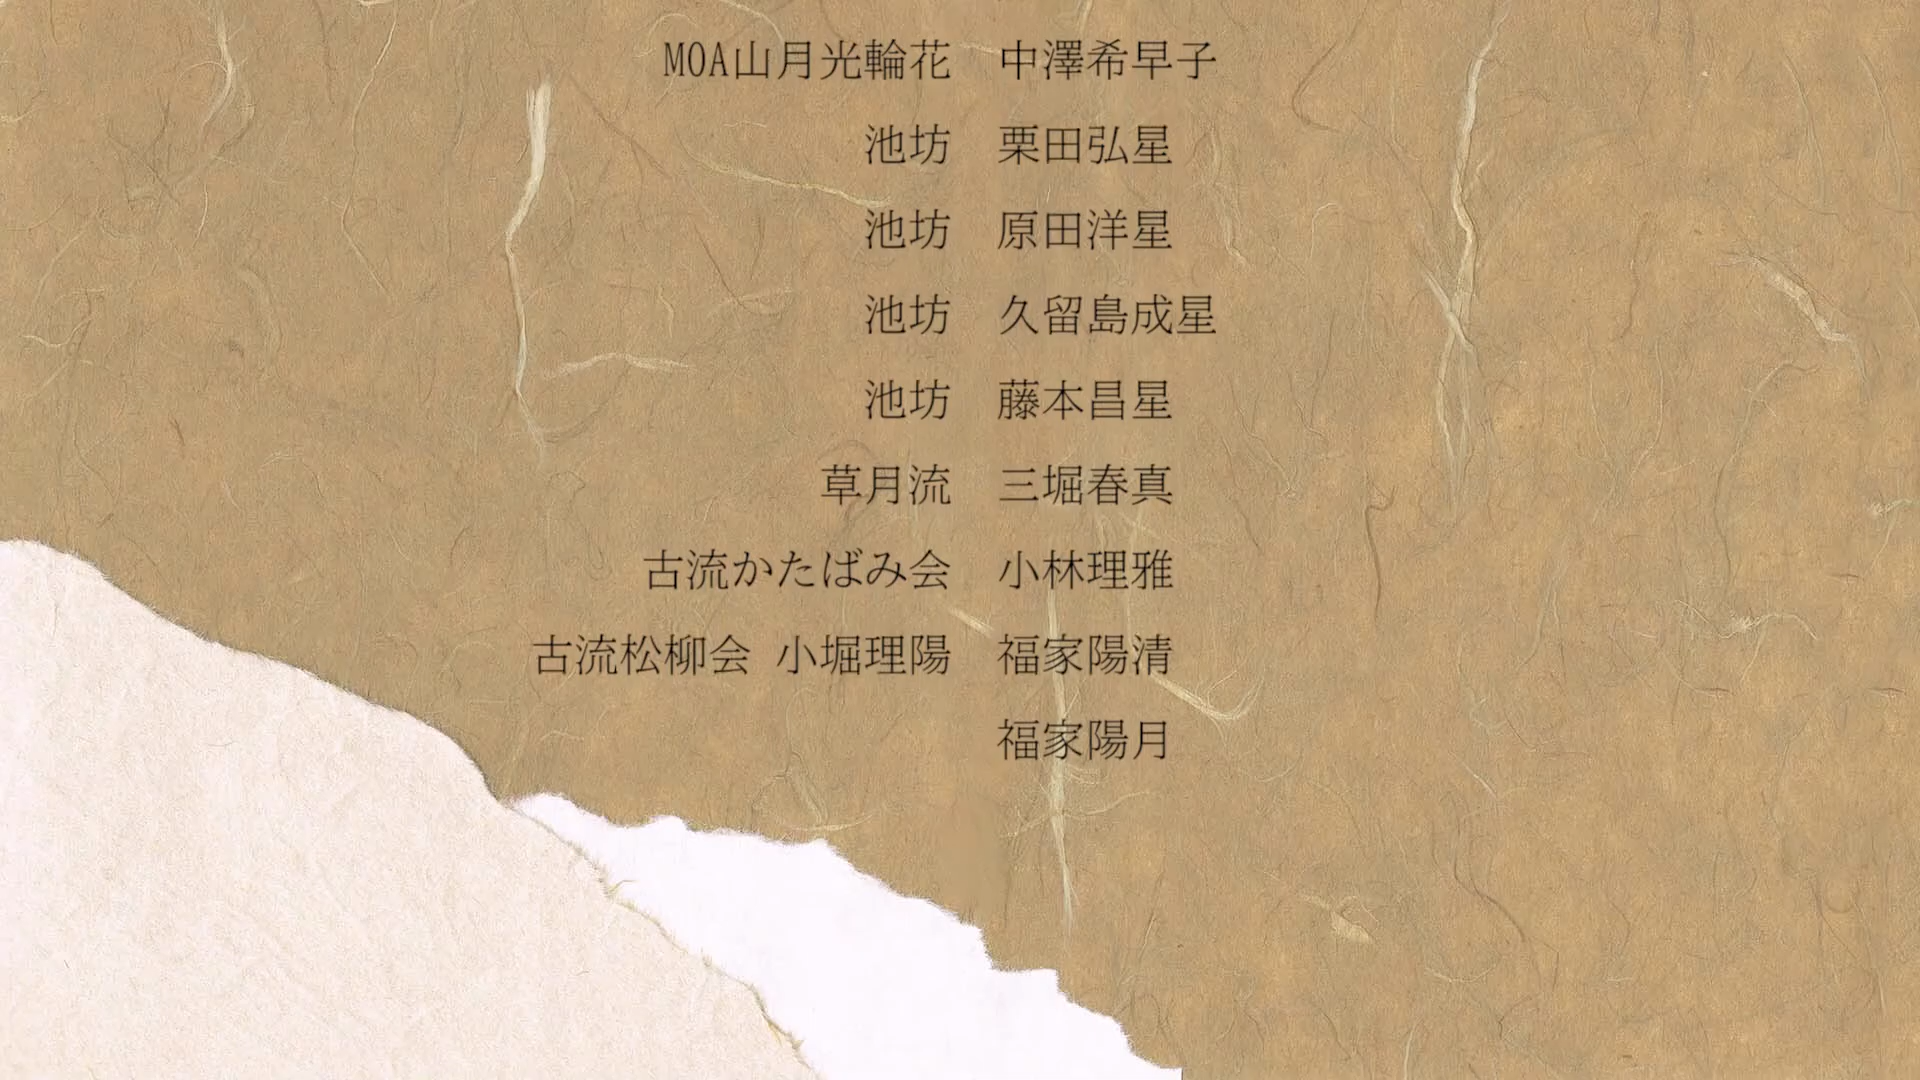 MOA山月光輪花　中澤希早子
池坊　栗田弘星
池坊　原田洋星
池坊　久留島成星
池坊　藤本昌星
草月流　三堀春真
古流かたばみ会　小林理雅
古流松柳会 小堀理陽　福家陽清
福家陽月